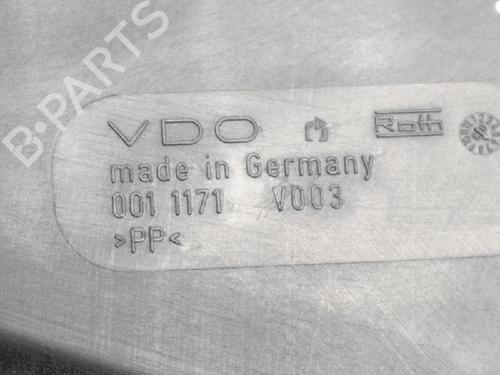 B-PARTS
VDO Roth
made in Germany
001 1171 V003
>PP<